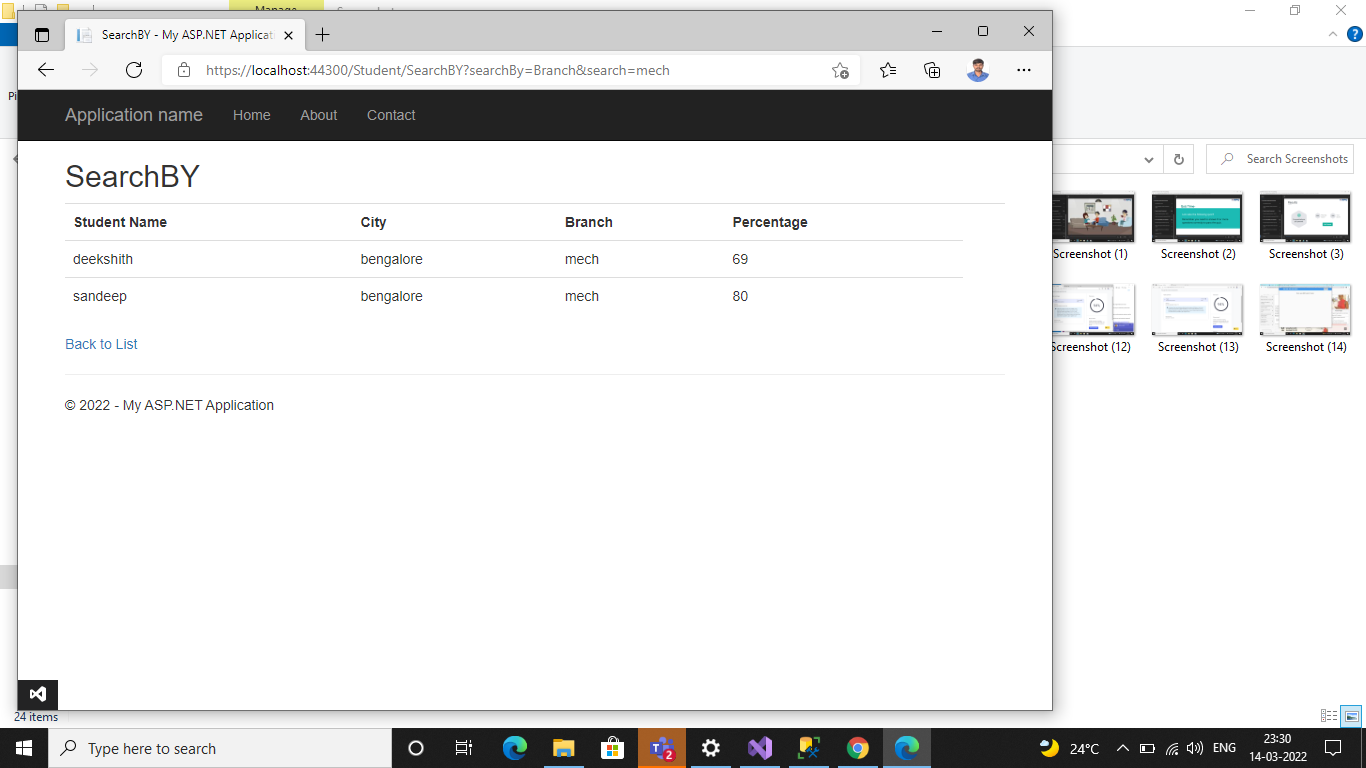 SearchBY - My ASP.NET Applicat
https://localhost:44300/Student/SearchBY?searchBy=Branch&search=mech
Application name Home About Contact
SearchBY
Student Name City Branch Percentage
deekshith bengalore mech 69
sandeep bengalore mech 80
Back to List
© 2022 - My ASP.NET Application
Search Screenshots
Screenshot (1) Screenshot (2) Screenshot (3)
Screenshot (12) Screenshot (13) Screenshot (14)
24 items
Type here to search
2
24°C ENG
23:30
14-03-2022